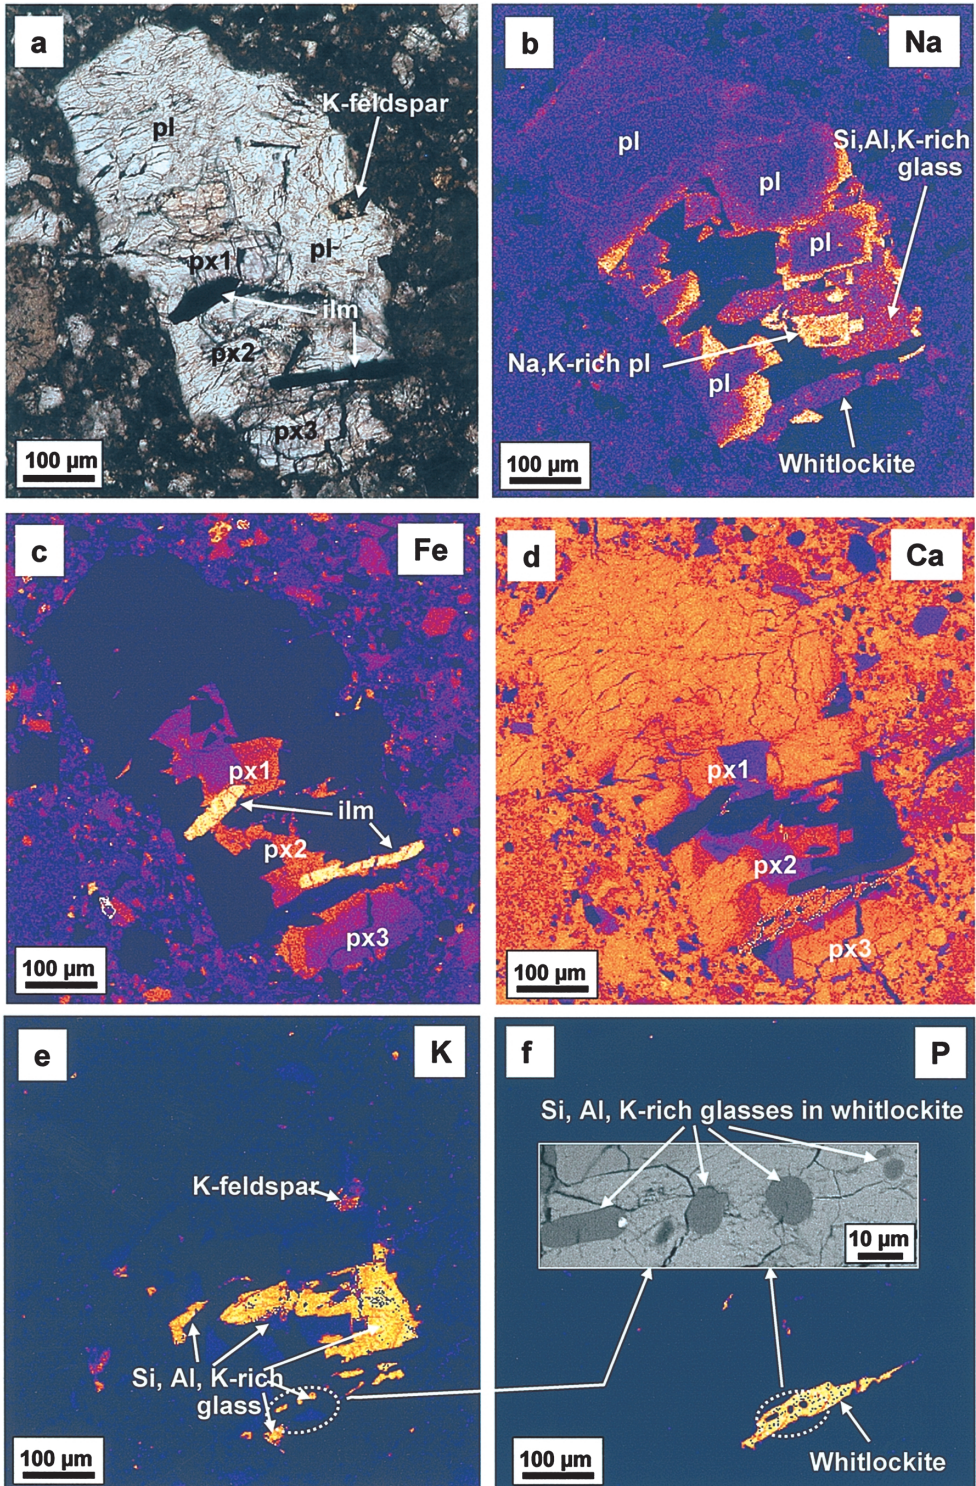 a
pl
K-feldspar
px1
pl
ilm
px2
px3
100 µm
b
Na
pl
Si,Al,K-rich
glass
pl
pl
Na,K-rich pl
pl
Whitlockite
100 µm
c
Fe
px1
ilm
px2
px3
100 µm
d
Ca
px1
px2
px3
100 µm
e
K
K-feldspar
Si, Al, K-rich
glass
100 µm
f
P
Si, Al, K-rich glasses in whitlockite
10 µm
Whitlockite
100 µm